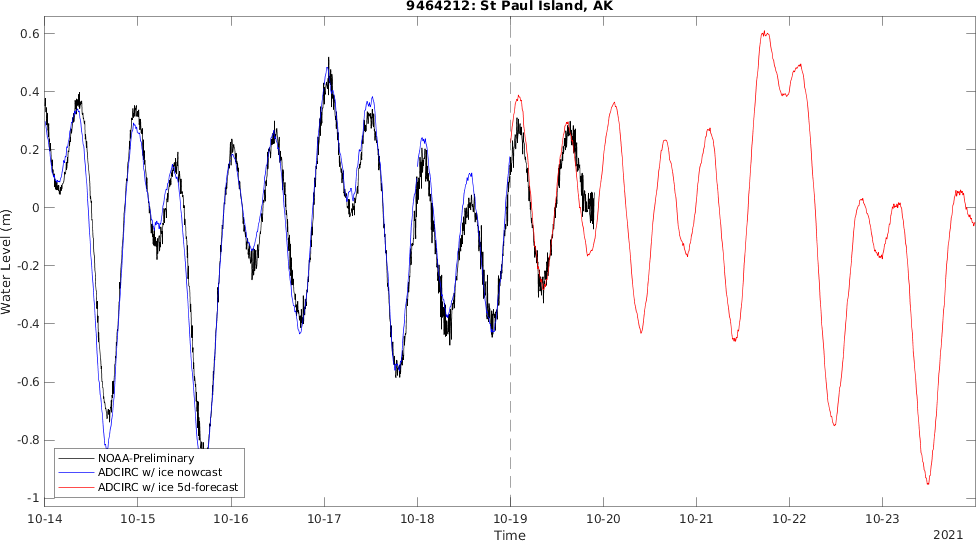 9464212: St Paul Island, AK
0.6
0.4
0.2
0
-0.2
-0.4
-0.6
-0.8
-1
Water Level (m)
NOAA-Preliminary
ADCIRC w/ ice nowcast
ADCIRC w/ ice 5d-forecast
10-14 10-15 10-16 10-17 10-18 10-19 10-20 10-21 10-22 10-23
Time
2021